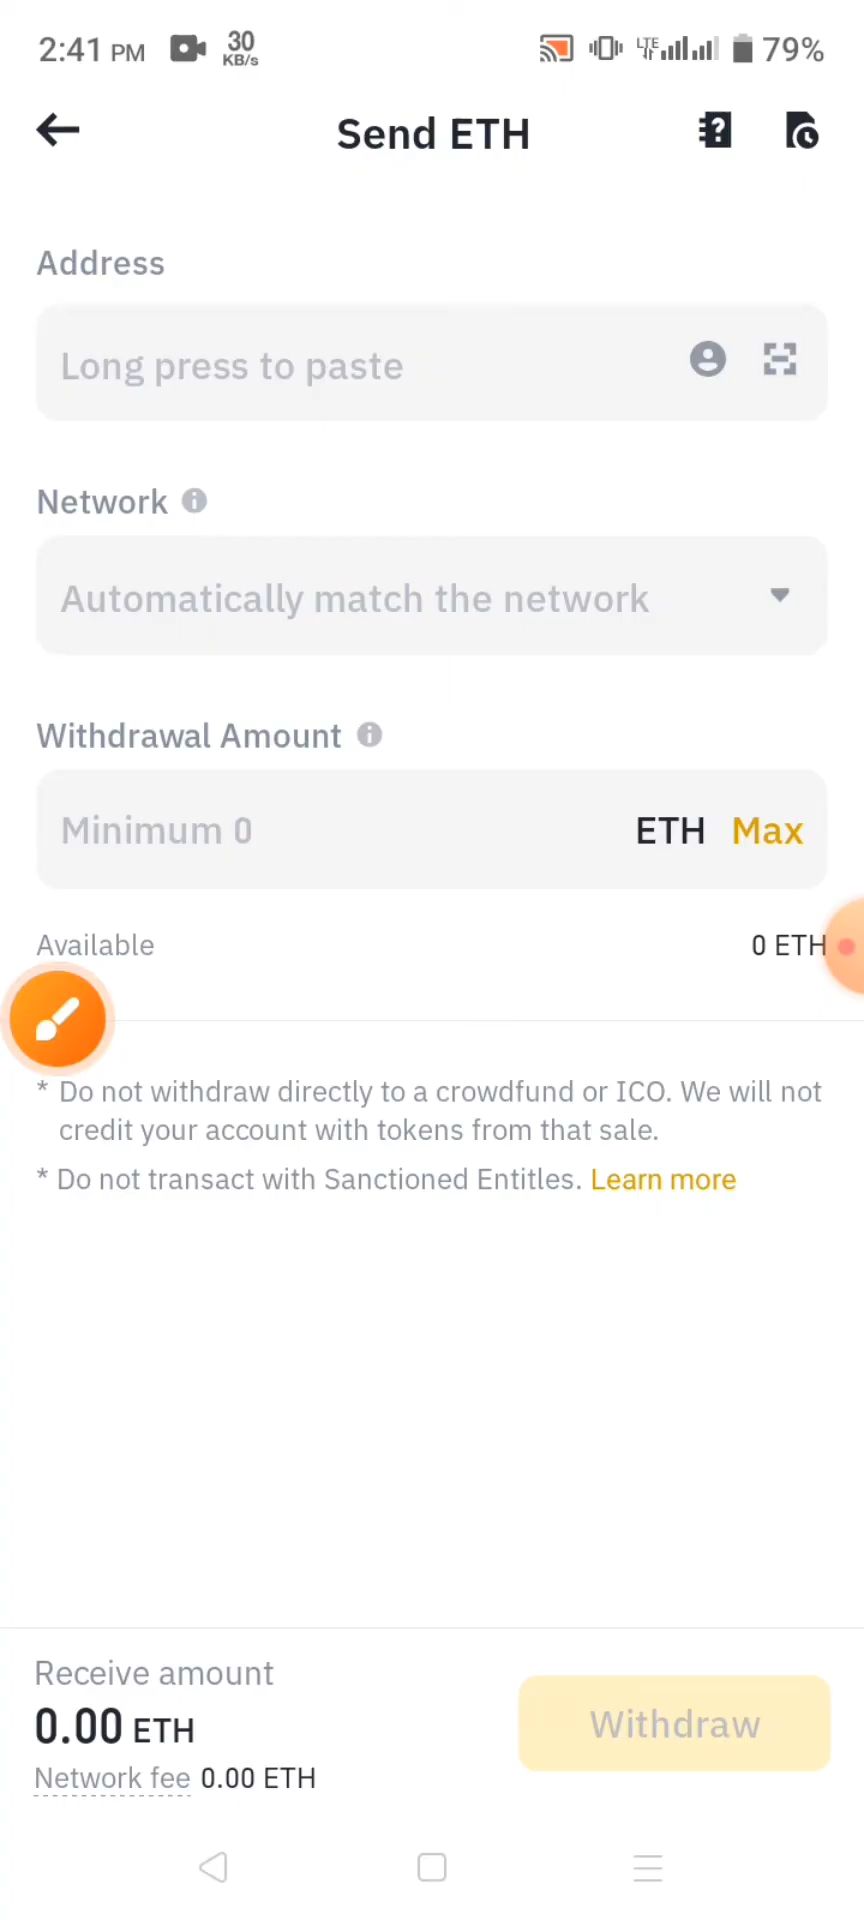 2:41 PM 30 KB/s LTE 79%
Send ETH
Address
Long press to paste
Network
Automatically match the network
Withdrawal Amount
Minimum 0 ETH Max
Available 0 ETH
* Do not withdraw directly to a crowdfund or ICO. We will not
credit your account with tokens from that sale.
* Do not transact with Sanctioned Entitles. Learn more
Receive amount
0.00 ETH
Withdraw
Network fee 0.00 ETH